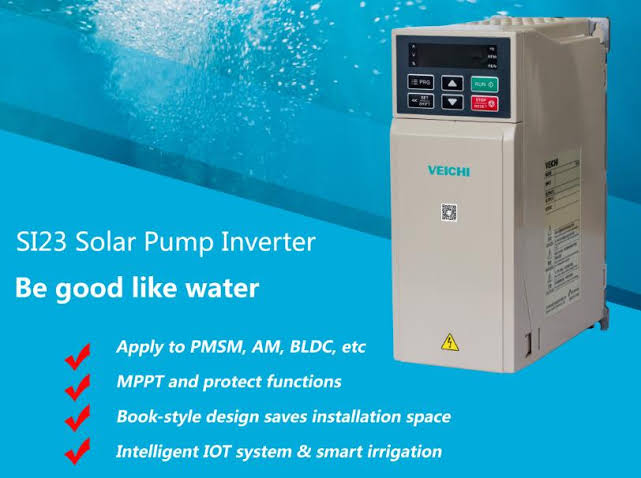 PRG
RUN
SET
SHIFT
STOP
RESET
VEICHI
VEICHI
SI23 Solar Pump Inverter
Be good like water
Apply to PMSM, AM, BLDC, etc
MPPT and protect functions
Book-style design saves installation space
Intelligent IOT system & smart irrigation